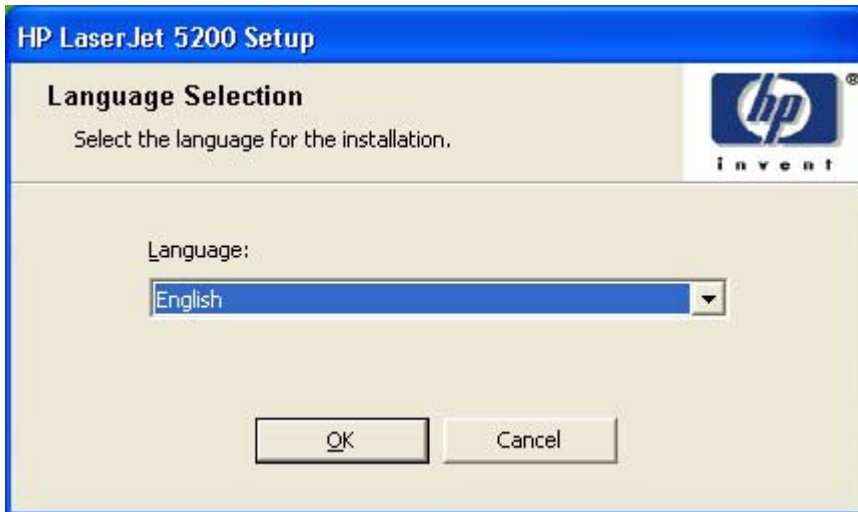 HP LaserJet 5200 Setup
Language Selection
Select the language for the installation.
hp ®
invent
Language:
English
OK Cancel